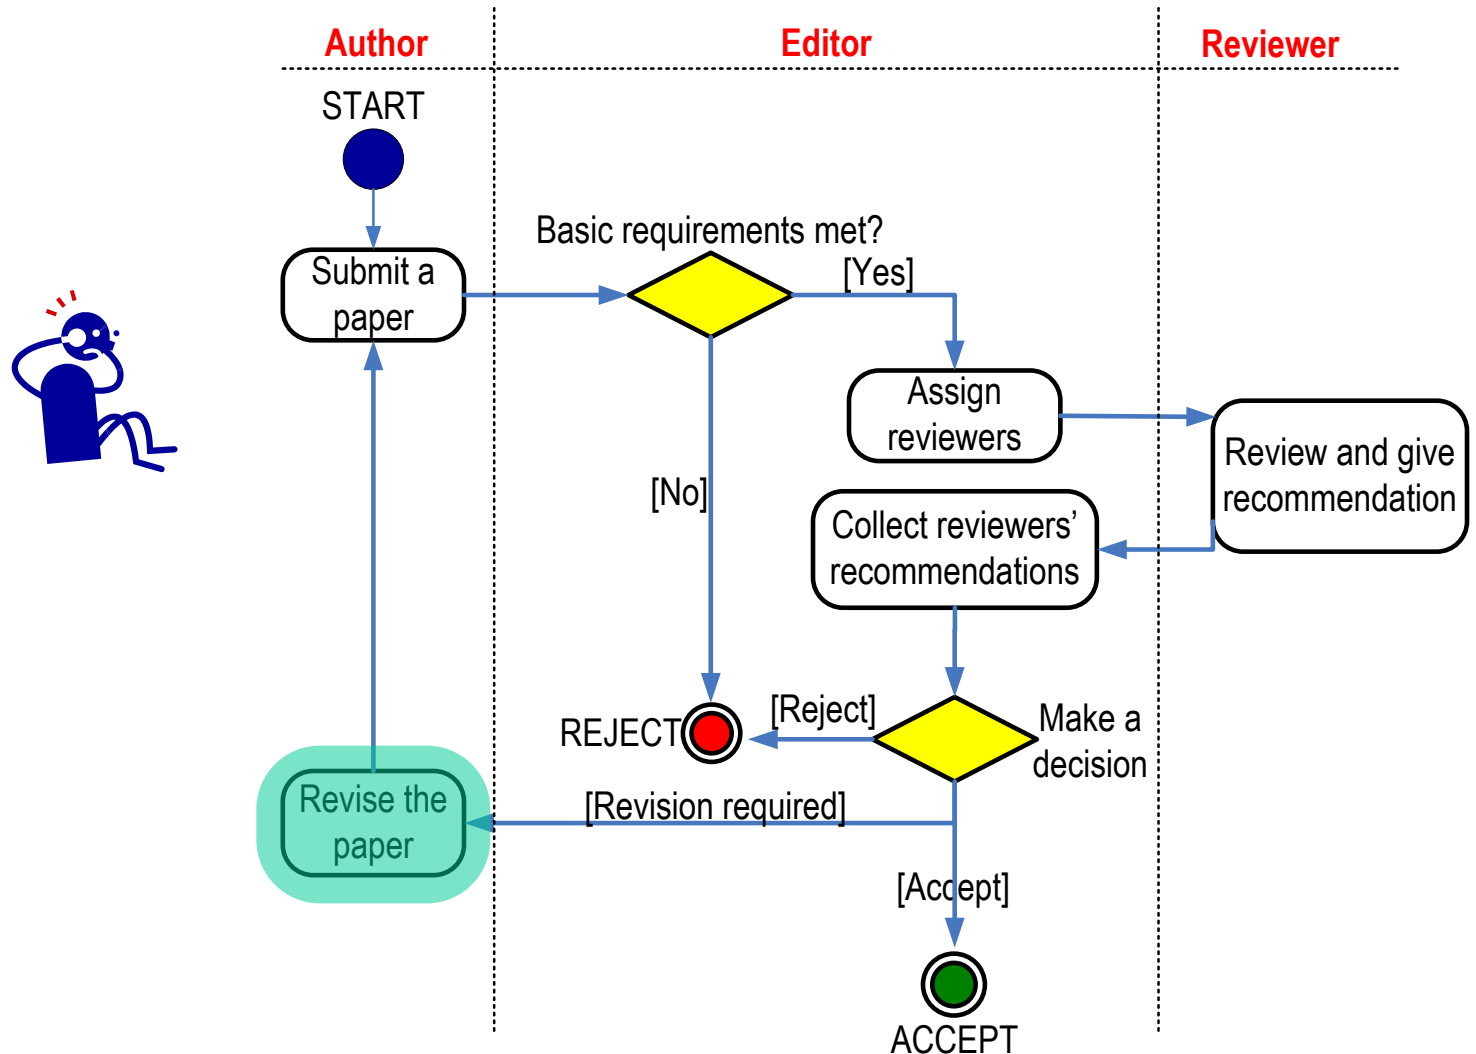 Author
Editor
Reviewer
START
Basic requirements met?
Submit a
paper
[Yes]
Assign
reviewers
Review and give
recommendation
[No]
Collect reviewers’
recommendations
REJECT
[Reject]
Make a
decision
Revise the
paper
[Revision required]
[Accept]
ACCEPT